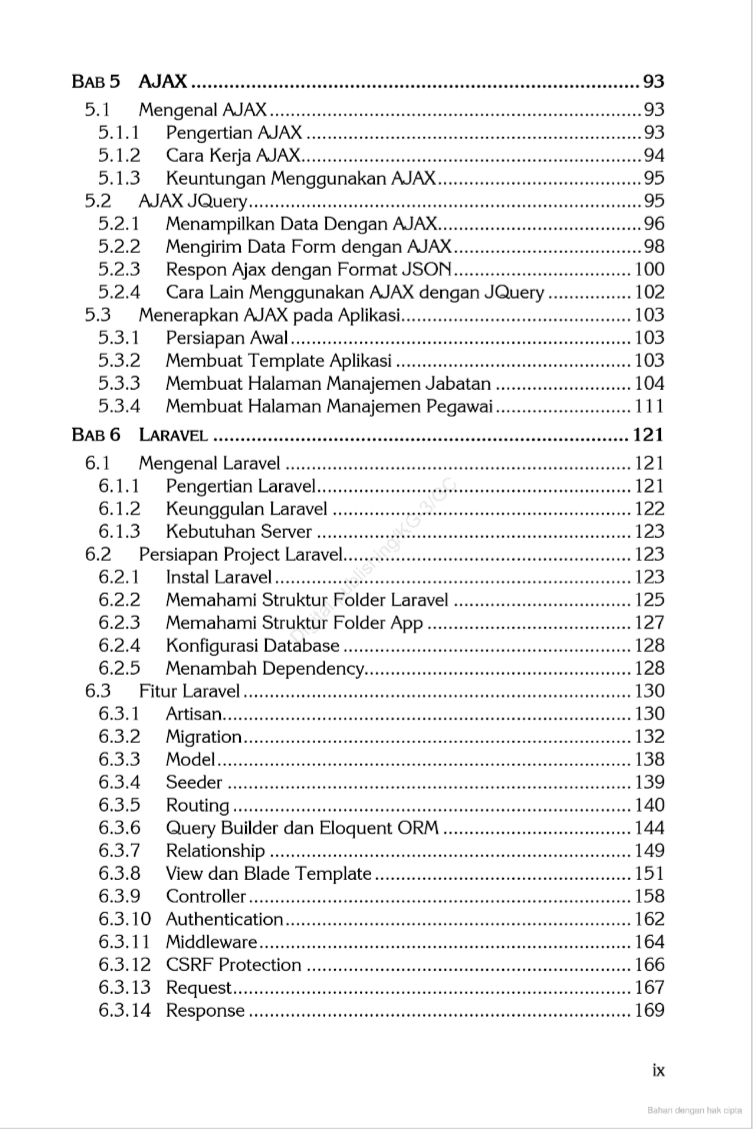 BAB 5 AJAX ........ 93
5.1 Mengenal AJAX ........ 93
5.1.1 Pengertian AJAX ........ 93
5.1.2 Cara Kerja AJAX ........ 94
5.1.3 Keuntungan Menggunakan AJAX ........ 95
5.2 AJAX JQuery ........ 95
5.2.1 Menampilkan Data Dengan AJAX ........ 96
5.2.2 Mengirim Data Form dengan AJAX ........ 98
5.2.3 Respon Ajax dengan Format JSON ........ 100
5.2.4 Cara Lain Menggunakan AJAX dengan JQuery ........ 102
5.3 Menerapkan AJAX pada Aplikasi ........ 103
5.3.1 Persiapan Awal ........ 103
5.3.2 Membuat Template Aplikasi ........ 103
5.3.3 Membuat Halaman Manajemen Jabatan ........ 104
5.3.4 Membuat Halaman Manajemen Pegawai ........ 111
BAB 6 LARAVEL ........ 121
6.1 Mengenal Laravel ........ 121
6.1.1 Pengertian Laravel ........ 121
6.1.2 Keunggulan Laravel ........ 122
6.1.3 Kebutuhan Server ........ 123
6.2 Persiapan Project Laravel ........ 123
6.2.1 Instal Laravel ........ 123
6.2.2 Memahami Struktur Folder Laravel ........ 125
6.2.3 Memahami Struktur Folder App ........ 127
6.2.4 Konfigurasi Database ........ 128
6.2.5 Menambah Dependency ........ 128
6.3 Fitur Laravel ........ 130
6.3.1 Artisan ........ 130
6.3.2 Migration ........ 132
6.3.3 Model ........ 138
6.3.4 Seeder ........ 139
6.3.5 Routing ........ 140
6.3.6 Query Builder dan Eloquent ORM ........ 144
6.3.7 Relationship ........ 149
6.3.8 View dan Blade Template ........ 151
6.3.9 Controller ........ 158
6.3.10 Authentication ........ 162
6.3.11 Middleware ........ 164
6.3.12 CSRF Protection ........ 166
6.3.13 Request ........ 167
6.3.14 Response ........ 169
Digital Publishing/KG-3/GC
ix
Bahan dengan hak cipta